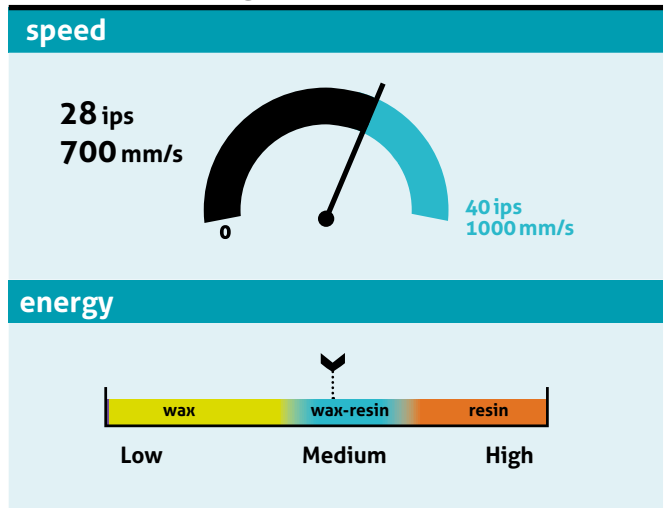 speed
28 ips
700 mm/s
0
40 ips
1000 mm/s
energy
wax wax-resin resin
Low Medium High